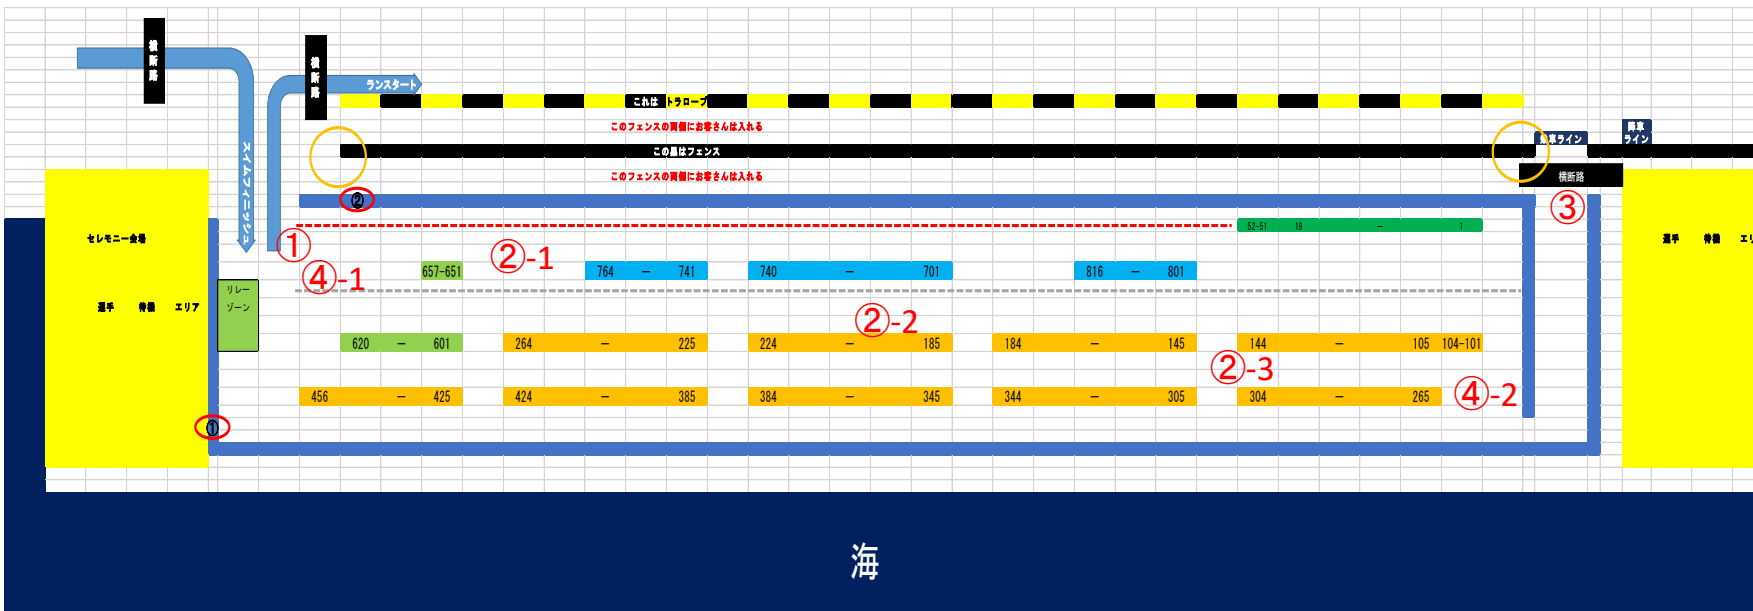 横断路
横断路
ランスタート
スイムフィニッシュ
これは トラロープ
このフェンスの両側にお客さんは入れる
この黒はフェンス
このフェンスの両側にお客さんは入れる
乗車ライン
降車
ライン
横断路
②
③
①
52-51 19 － 1
セレモニー会場
選手 待機 エリア
リレー
ゾーン
②-1
④-1
657-651
764 － 741
740 － 701
816 － 801
②-2
620 － 601
264 － 225
224 － 185
184 － 145
144 － 105
104-101
②-3
456 － 425
424 － 385
384 － 345
344 － 305
304 － 265
④-2
①
選手 待機
海